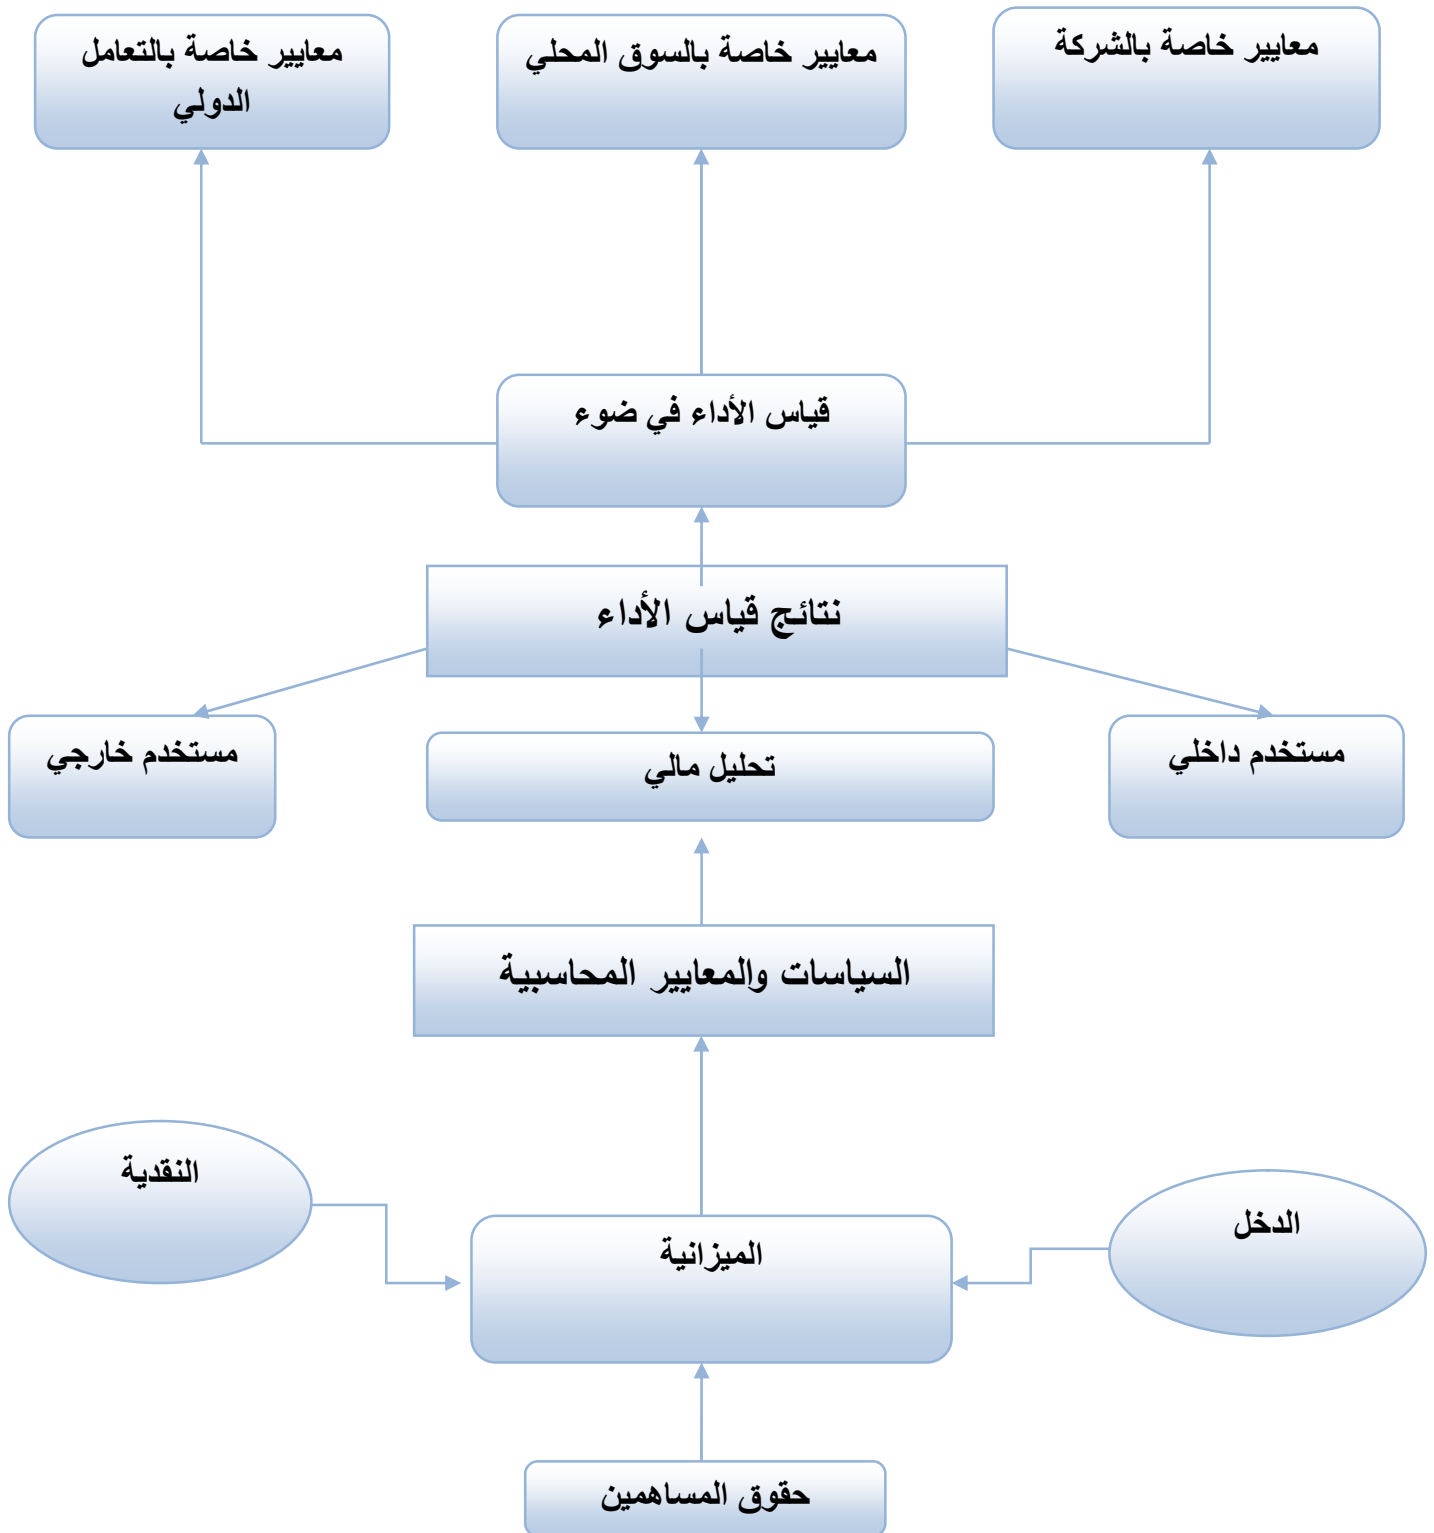 معايير خاصة بالشركة
معايير خاصة بالسوق المحلي
معايير خاصة بالتعامل
الدولي
قياس الأداء في ضوء
نتائج قياس الأداء
مستخدم داخلي
تحليل مالي
مستخدم خارجي
السياسات والمعايير المحاسبية
الدخل
النقدية
الميزانية
حقوق المساهمين